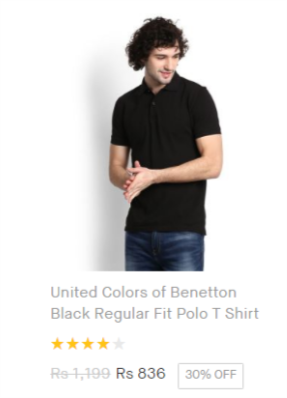 United Colors of Benetton
Black Regular Fit Polo T Shirt
Rs 1,199 Rs 836 30% OFF